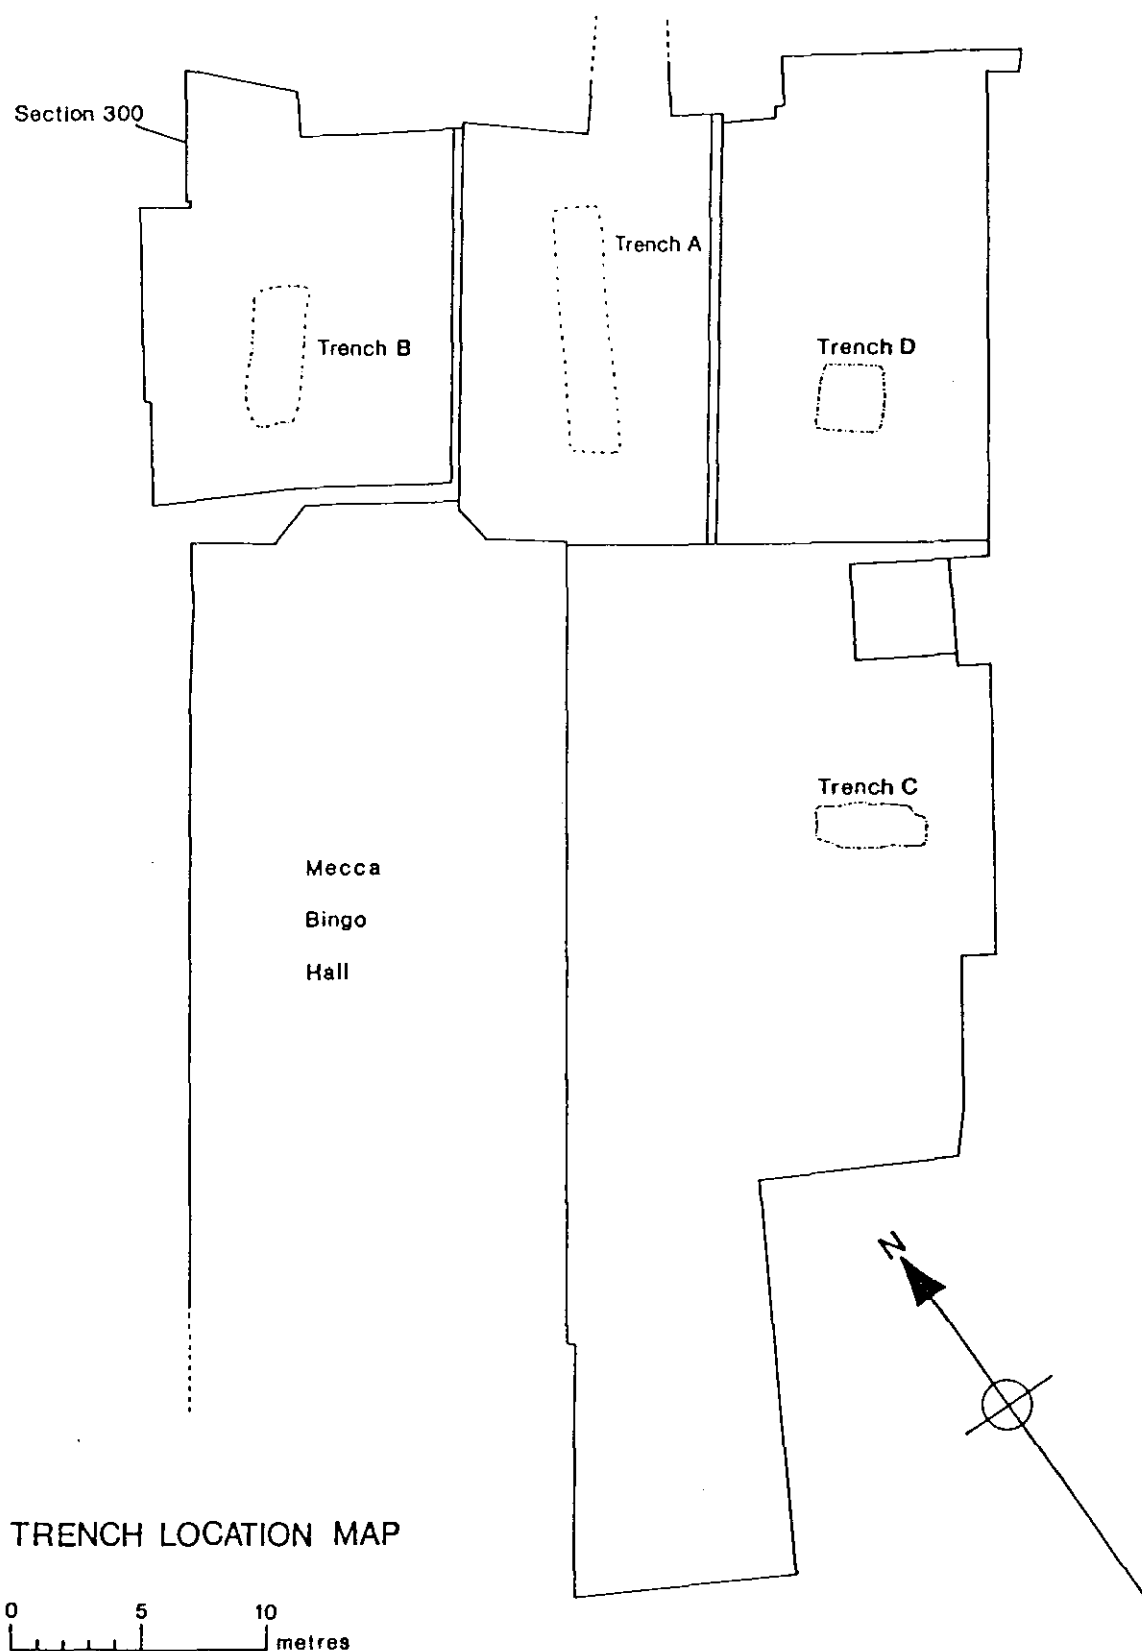 Section 300
Trench A
Trench B
Trench D
Trench C
Mecca
Bingo
Hall
N
TRENCH LOCATION MAP
0 5 10
metres